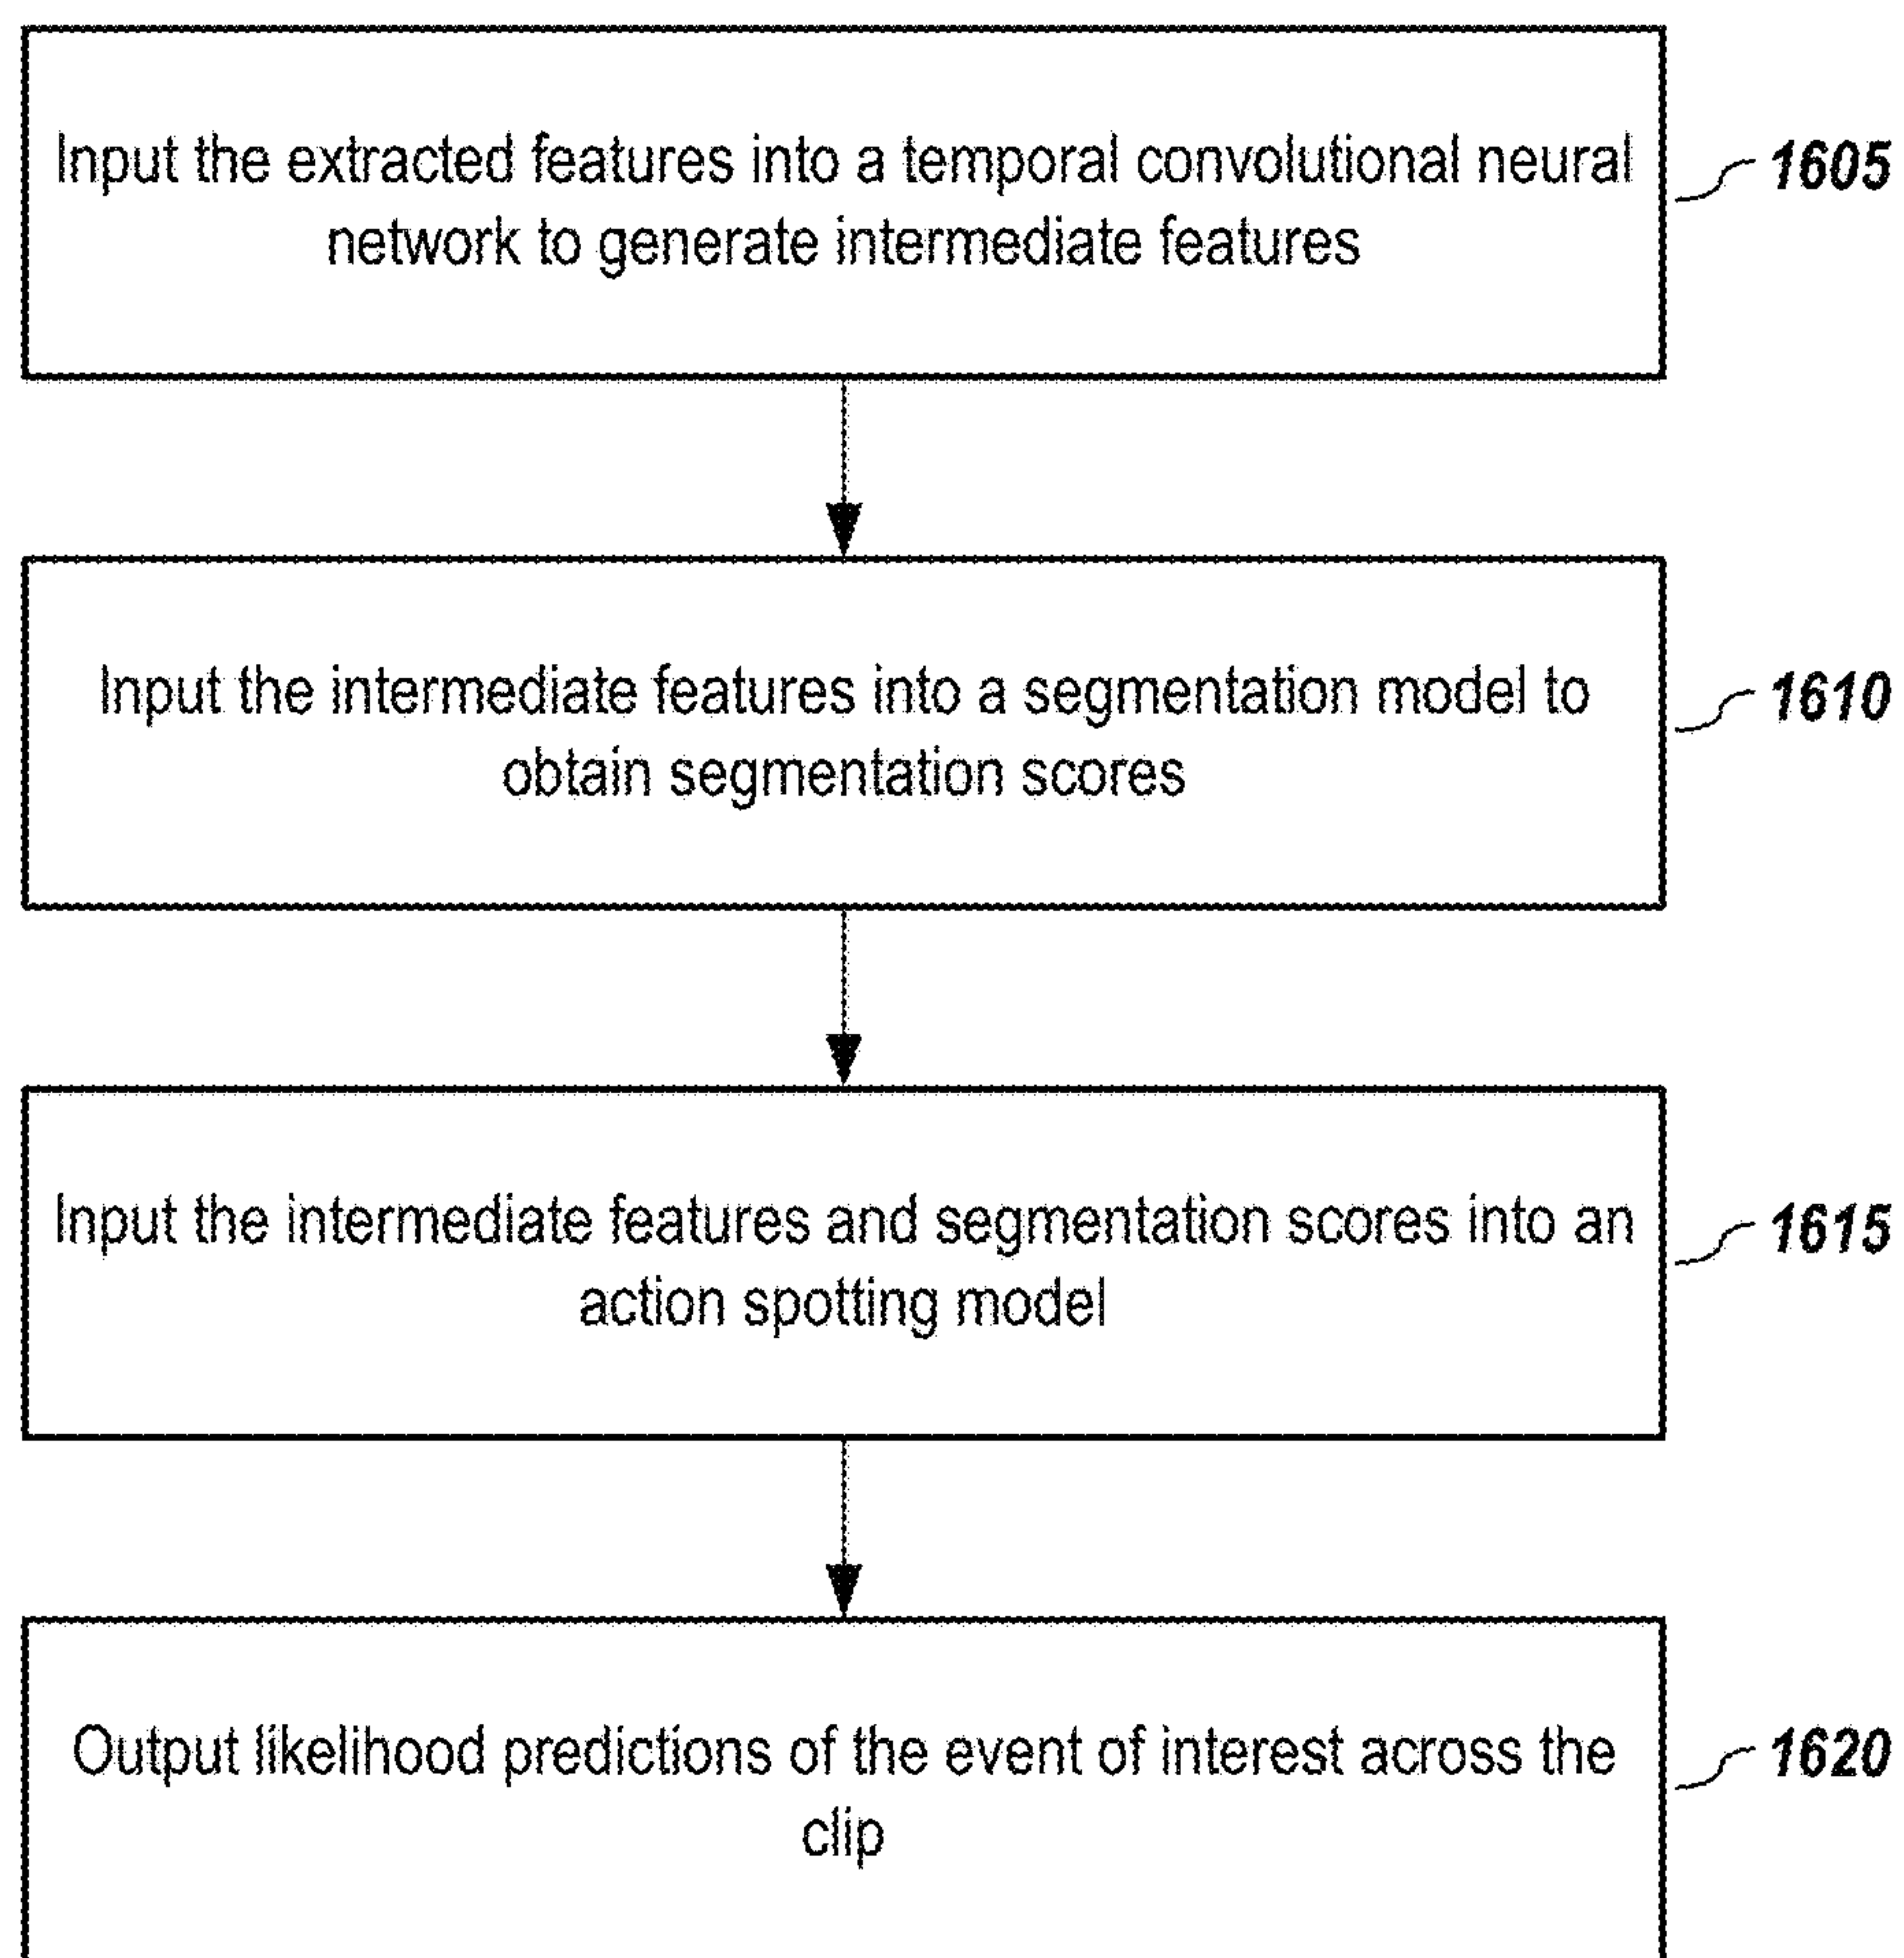 Input the extracted features into a temporal convolutional neural
network to generate intermediate features
1605
Input the intermediate features into a segmentation model to
obtain segmentation scores
1610
Input the intermediate features and segmentation scores into an
action spotting model
1615
Output likelihood predictions of the event of interest across the
clip
1620